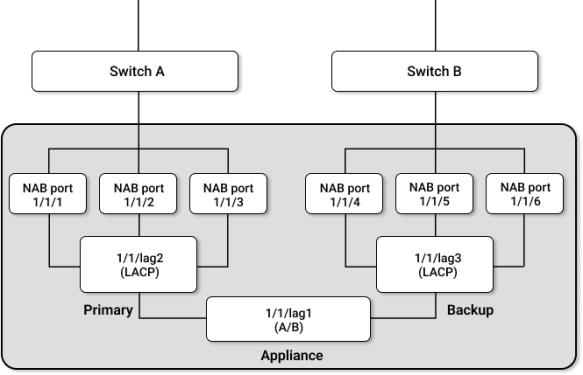 Switch A
Switch B
NAB port
1/1/1
NAB port
1/1/2
NAB port
1/1/3
NAB port
1/1/4
NAB port
1/1/5
NAB port
1/1/6
1/1/lag2
(LACP)
1/1/lag3
(LACP)
Primary
1/1/lag1
(A/B)
Backup
Appliance